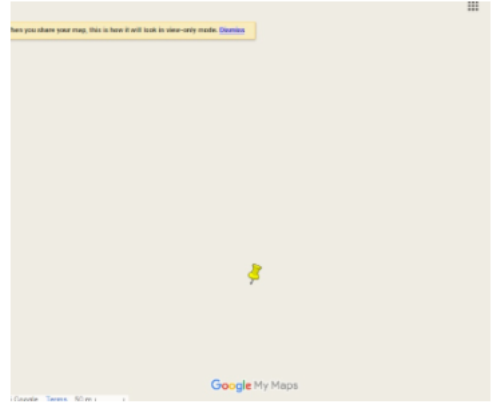 hen you share your map, this is how it will look in view-only mode. Dismiss
Google My Maps
Google Terms 50 m